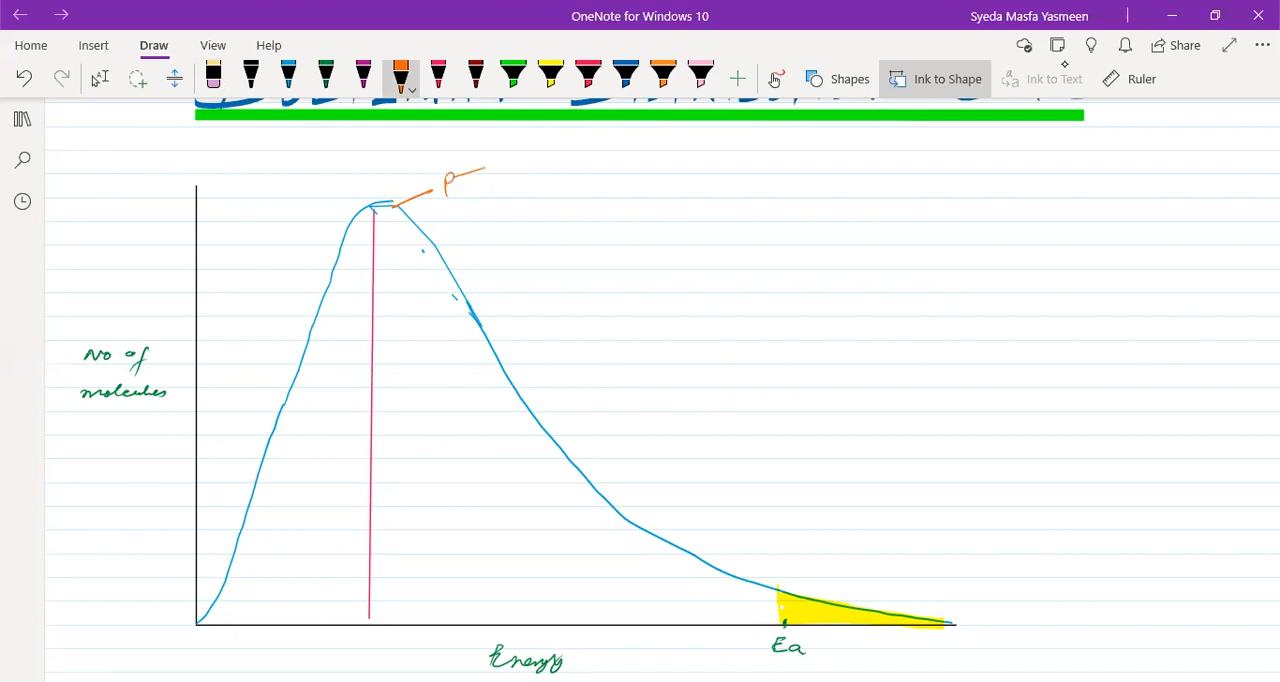 OneNote for Windows 10
Syeda Masfa Yasmeen
Home Insert Draw View Help
Share
Shapes
Ink to Shape
Ink to Text
Ruler
P
No of
molecules
Ea
Energy